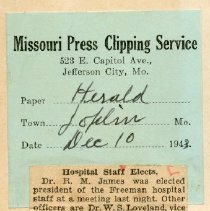 Missouri Press Clipping Service
523 E. Capitol Ave.,
Jefferson City, Mo.
Paper Herald
Town Joplin
Date Dec 10 1943.
Hospital Staff Elects.
Dr. R. M. James was elected
president of the Freeman hospital
staff at a meeting last night. Other
officers are Dr. W. S. Loveland, vice